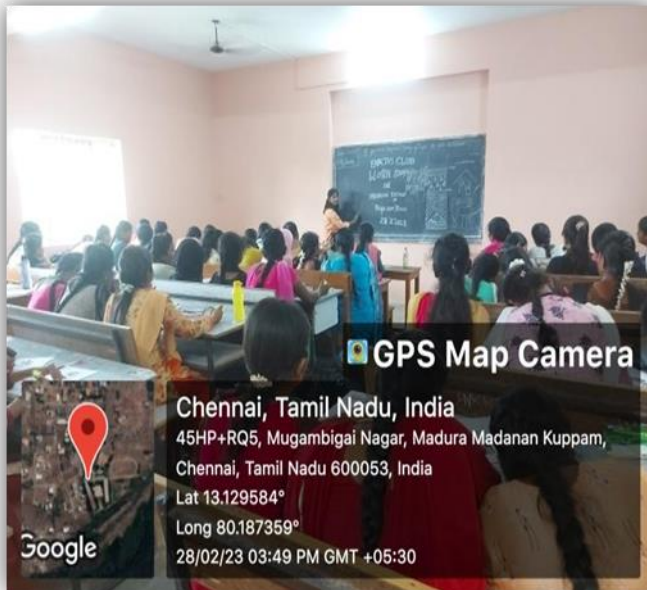 CLUB
GPS Map Camera
Chennai, Tamil Nadu, India
45HP+RQ5, Mugambigai Nagar, Madura Madanan Kuppam,
Chennai, Tamil Nadu 600053, India
Lat 13.129584°
Long 80.187359°
28/02/23 03:49 PM GMT +05:30
Google